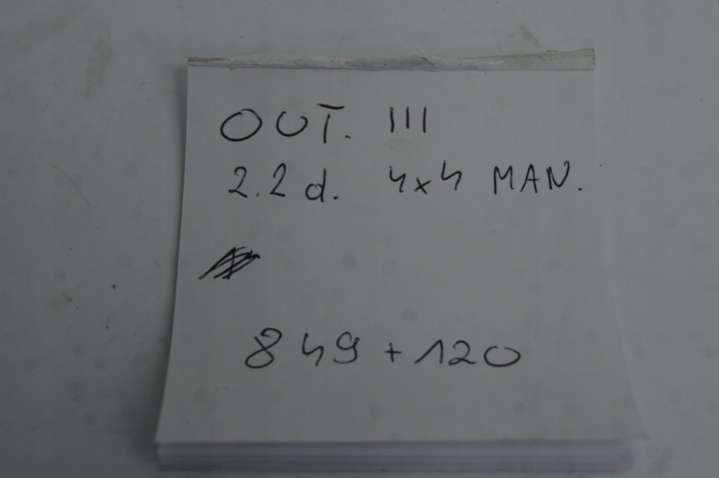 OUT. III
2.2 d. 4x4 MAN.
849 + 120